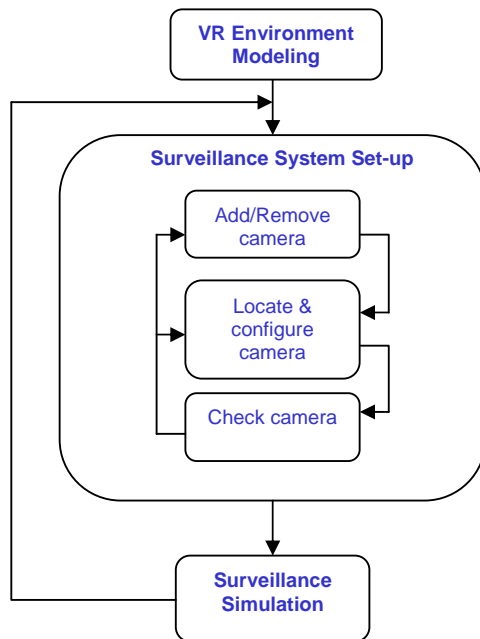 VR Environment
Modeling
Surveillance System Set-up
Add/Remove
camera
Locate &
configure
camera
Check camera
Surveillance
Simulation